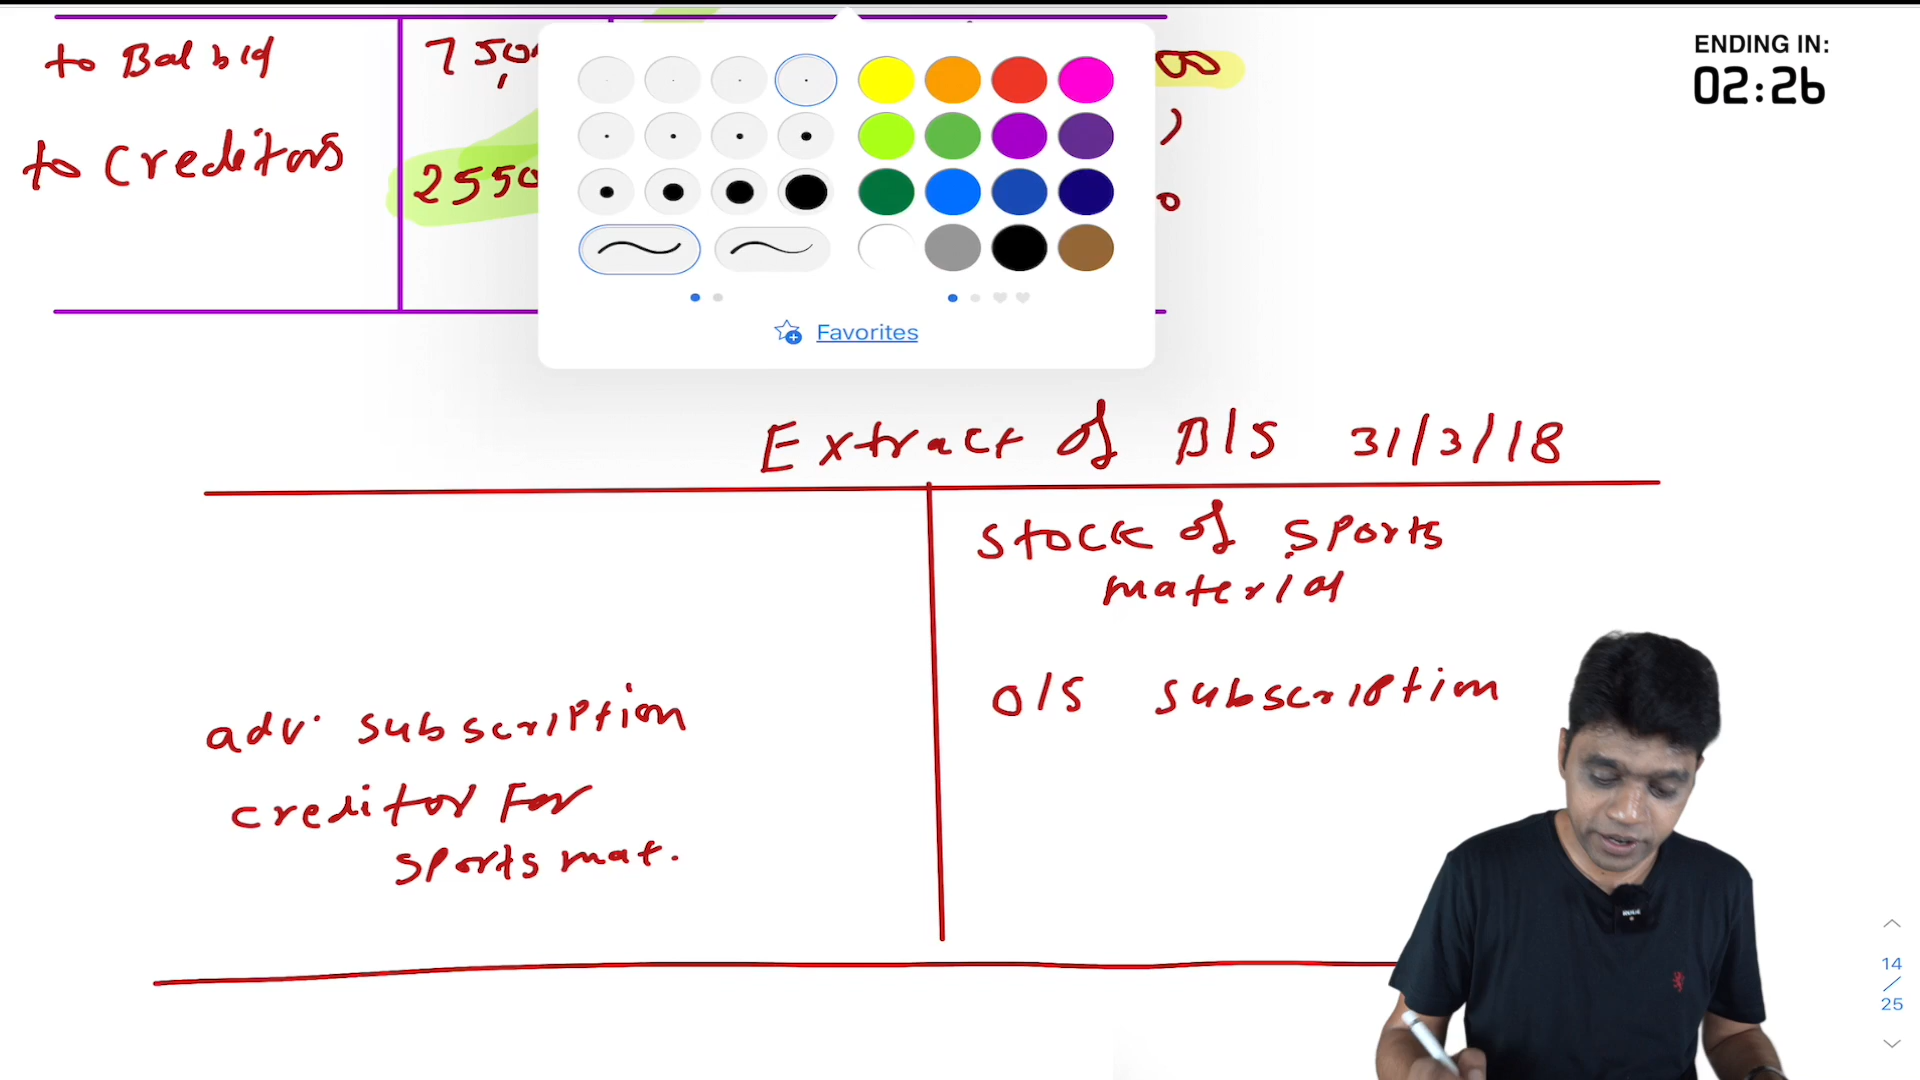 ENDING IN:
02:26
to Bal b/d
to Creditors
Favorites
Extract of B/S 31/3/18
Stock of sports
material
O/S subscription
adv. subscription
creditor for
sports mat.
14
/
25